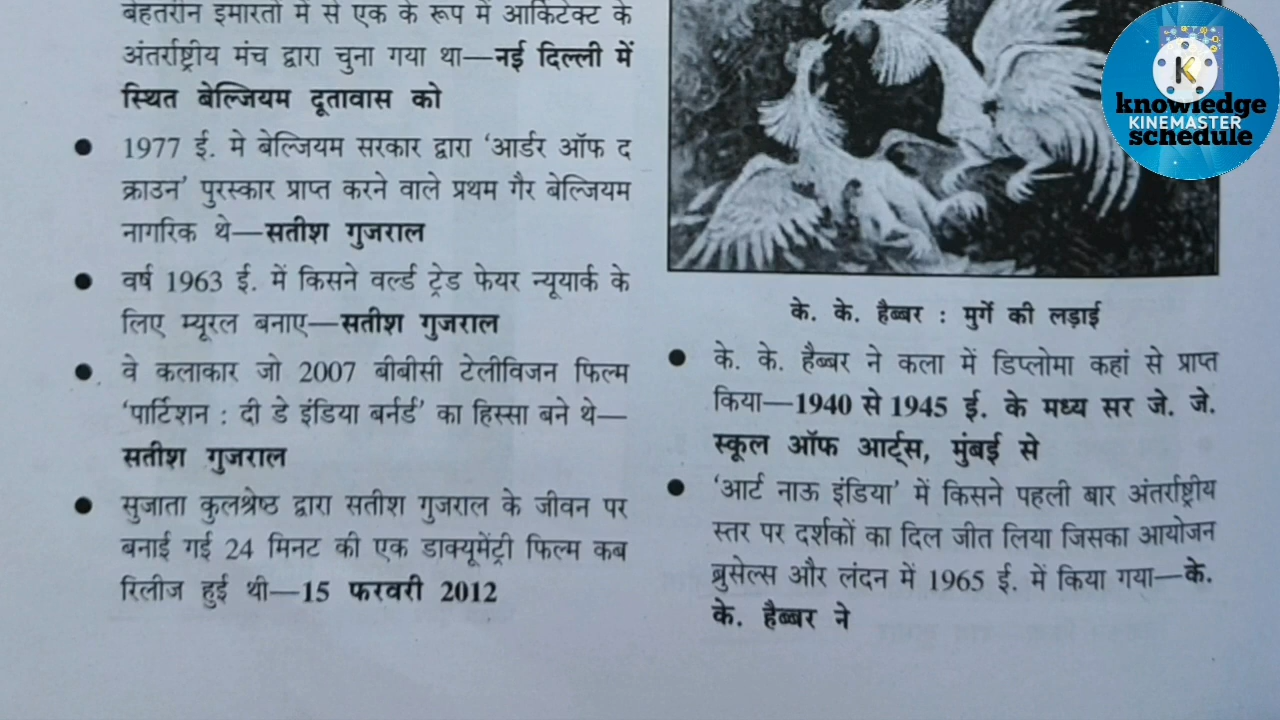 बेहतरीन इमारतों में से एक के रूप में आर्किटेक्ट के
अंतर्राष्ट्रीय मंच द्वारा चुना गया था—नई दिल्ली में
स्थित बेल्जियम दूतावास को
● 1977 ई. मे बेल्जियम सरकार द्वारा ‘आर्डर ऑफ द
क्राउन’ पुरस्कार प्राप्त करने वाले प्रथम गैर बेल्जियम
नागरिक थे—सतीश गुजराल
● वर्ष 1963 ई. में किसने वर्ल्ड ट्रेड फेयर न्यूयार्क के
लिए म्यूरल बनाए—सतीश गुजराल
● वे कलाकार जो 2007 बीबीसी टेलीविजन फिल्म
‘पार्टिशन : दी डे इंडिया बर्नर्ड’ का हिस्सा बने थे—
सतीश गुजराल
● सुजाता कुलश्रेष्ठ द्वारा सतीश गुजराल के जीवन पर
बनाई गई 24 मिनट की एक डाक्यूमेंट्री फिल्म कब
रिलीज हुई थी—15 फरवरी 2012
के. के. हैब्बर : मुर्गे की लड़ाई
● के. के. हैब्बर ने कला में डिप्लोमा कहां से प्राप्त
किया—1940 से 1945 ई. के मध्य सर जे. जे.
स्कूल ऑफ आर्ट्स, मुंबई से
● ‘आर्ट नाऊ इंडिया’ में किसने पहली बार अंतर्राष्ट्रीय
स्तर पर दर्शकों का दिल जीत लिया जिसका आयोजन
ब्रुसेल्स और लंदन में 1965 ई. में किया गया—के.
के. हैब्बर ने
K
knowledge
KINEMASTER
schedule